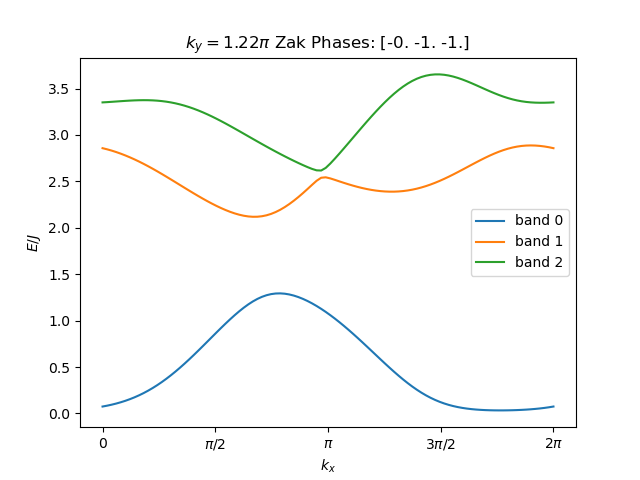 k_y = 1.22π Zak Phases: [-0. -1. -1.]
E/J
3.5
3.0
2.5
2.0
1.5
1.0
0.5
0.0
band 0
band 1
band 2
0
π/2
π
3π/2
2π
k_x